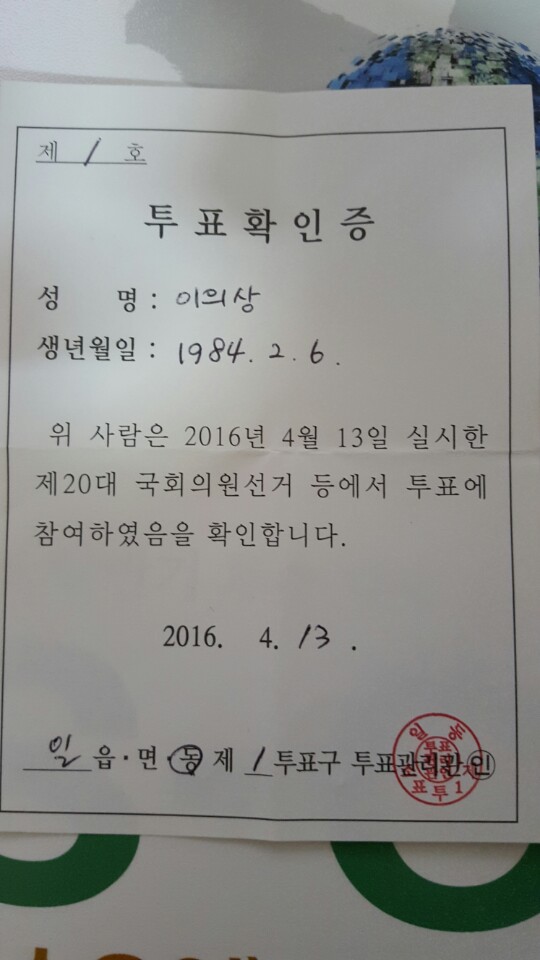 제 1 호
투표확인증
성 명 : 이의상
생년월일 : 1984. 2. 6.
위 사람은 2016년 4월 13일 실시한
제20대 국회의원선거 등에서 투표에
참여하였음을 확인합니다.
2016. 4. 13 .
일 읍·면·동 제 1 투표구 투표관리관 인